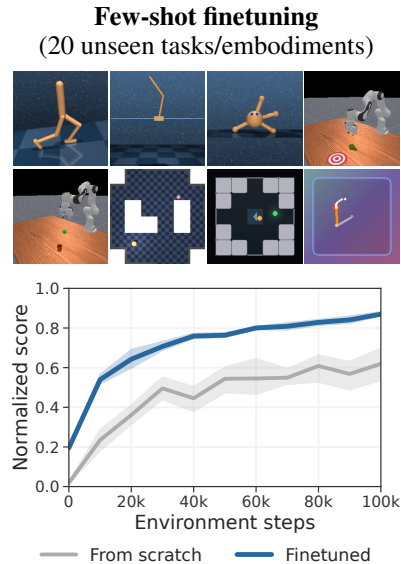 Few-shot finetuning
(20 unseen tasks/embodiments)
Normalized score
1.0
0.8
0.6
0.4
0.2
0.0
0
20k
40k
60k
80k
100k
Environment steps
From scratch
Finetuned